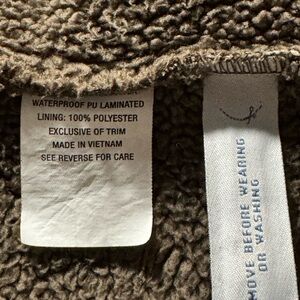 WATERPROOF PU LAMINATED
LINING: 100% POLYESTER
EXCLUSIVE OF TRIM
MADE IN VIETNAM
SEE REVERSE FOR CARE
BEFORE WEARING
OR WASHING